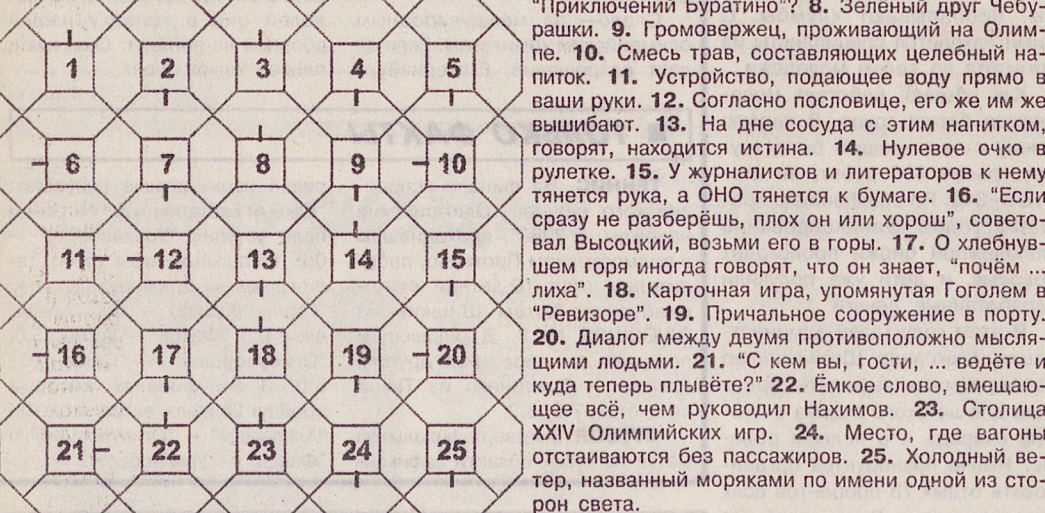 "Приключений Буратино"? 8. Зелёный друг Чебу-
рашки. 9. Громовержец, проживающий на Олим-
10. Смесь трав, составляющих целебный на-
питок. 11. Устройство, подающее воду прямо в
ваши руки. 12. Согласно пословице, его же им же
вышибают. 13. На дне сосуда с этим напитком,
говорят, находится истина. 14. Нулевое очко в
рулетке. 15. У журналистов и литераторов к нему
тянется рука, а ОНО тянется к бумаге. 16. "Если
сразу не разберёшь, плох он или хорош", совето-
вал Высоцкий, возьми его в горы. 17. О хлебнув-
шем горя иногда говорят, что он знает, "почём ...
лиха". 18. Карточная игра, упомянутая Гоголем в
"Ревизоре". 19. Причальное сооружение в порту.
20. Диалог между двумя противоположно мысля-
щими людьми. 21. "С кем вы, гости, ... ведёте и
куда теперь плывёте?" 22. Ёмкое слово, вмещаю-
щее всё, чем руководил Нахимов. 23. Столица
XXIV Олимпийских игр. 24. Место, где вагоны
отстаиваются без пассажиров. 25. Холодный ве-
тер, названный моряками по имени одной из сто-
рон света.
1 2 3 4 5
6 7 8 9 10
11 12 13 14 15
16 17 18 19 20
21 22 23 24 25